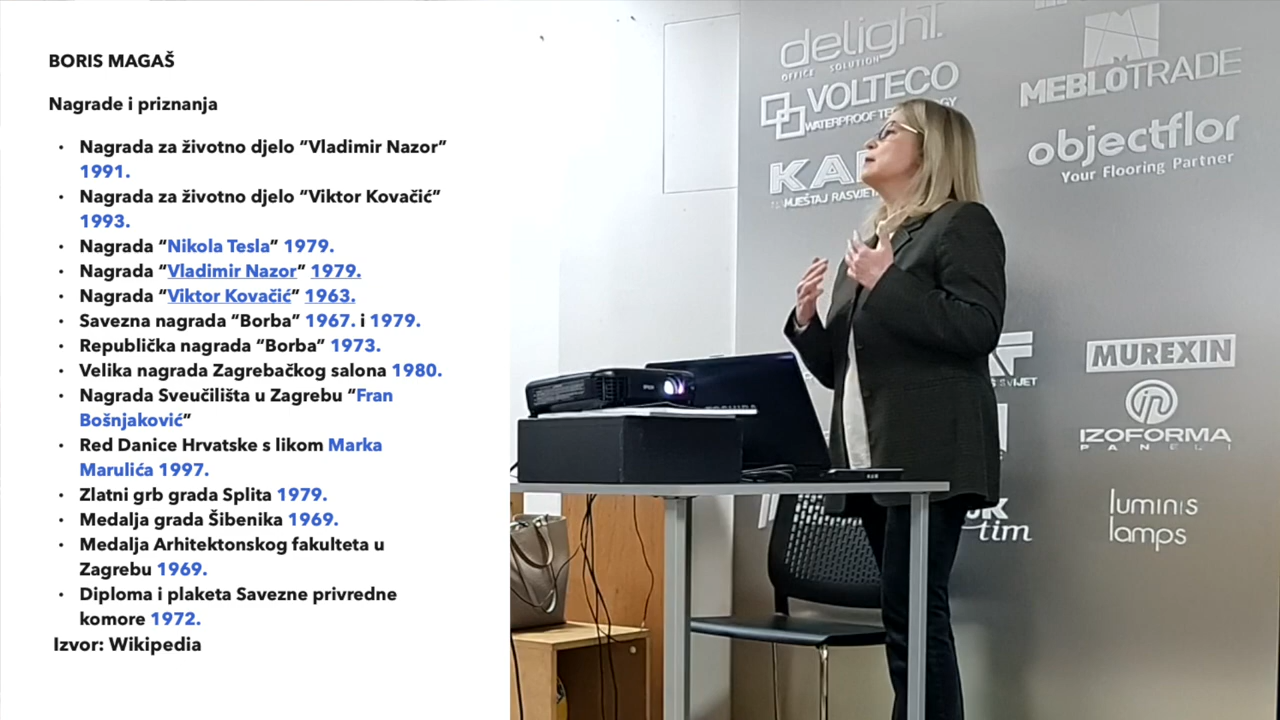 BORIS MAGAŠ
Nagrade i priznanja
• Nagrada za životno djelo “Vladimir Nazor”
1991.
• Nagrada za životno djelo “Viktor Kovačić”
1993.
• Nagrada “Nikola Tesla” 1979.
• Nagrada “Vladimir Nazor” 1979.
• Nagrada “Viktor Kovačić” 1963.
• Savezna nagrada “Borba” 1967. i 1979.
• Republička nagrada “Borba” 1973.
• Velika nagrada Zagrebačkog salona 1980.
• Nagrada Sveučilišta u Zagrebu “Fran
Bošnjaković”
• Red Danice Hrvatske s likom Marka
Marulića 1997.
• Zlatni grb grada Splita 1979.
• Medalja grada Šibenika 1969.
• Medalja Arhitektonskog fakulteta u
Zagrebu 1969.
• Diploma i plaketa Savezne privredne
komore 1972.
Izvor: Wikipedia
delight
OFFICE SOLUTION
VOLTECO
WATERPROOF
MEBLOTRADE
objectflor
Your Flooring Partner
MUREXIN
IZOFORMA
PANELI
luminis
lamps
tim
EPSON
TOSHIBA